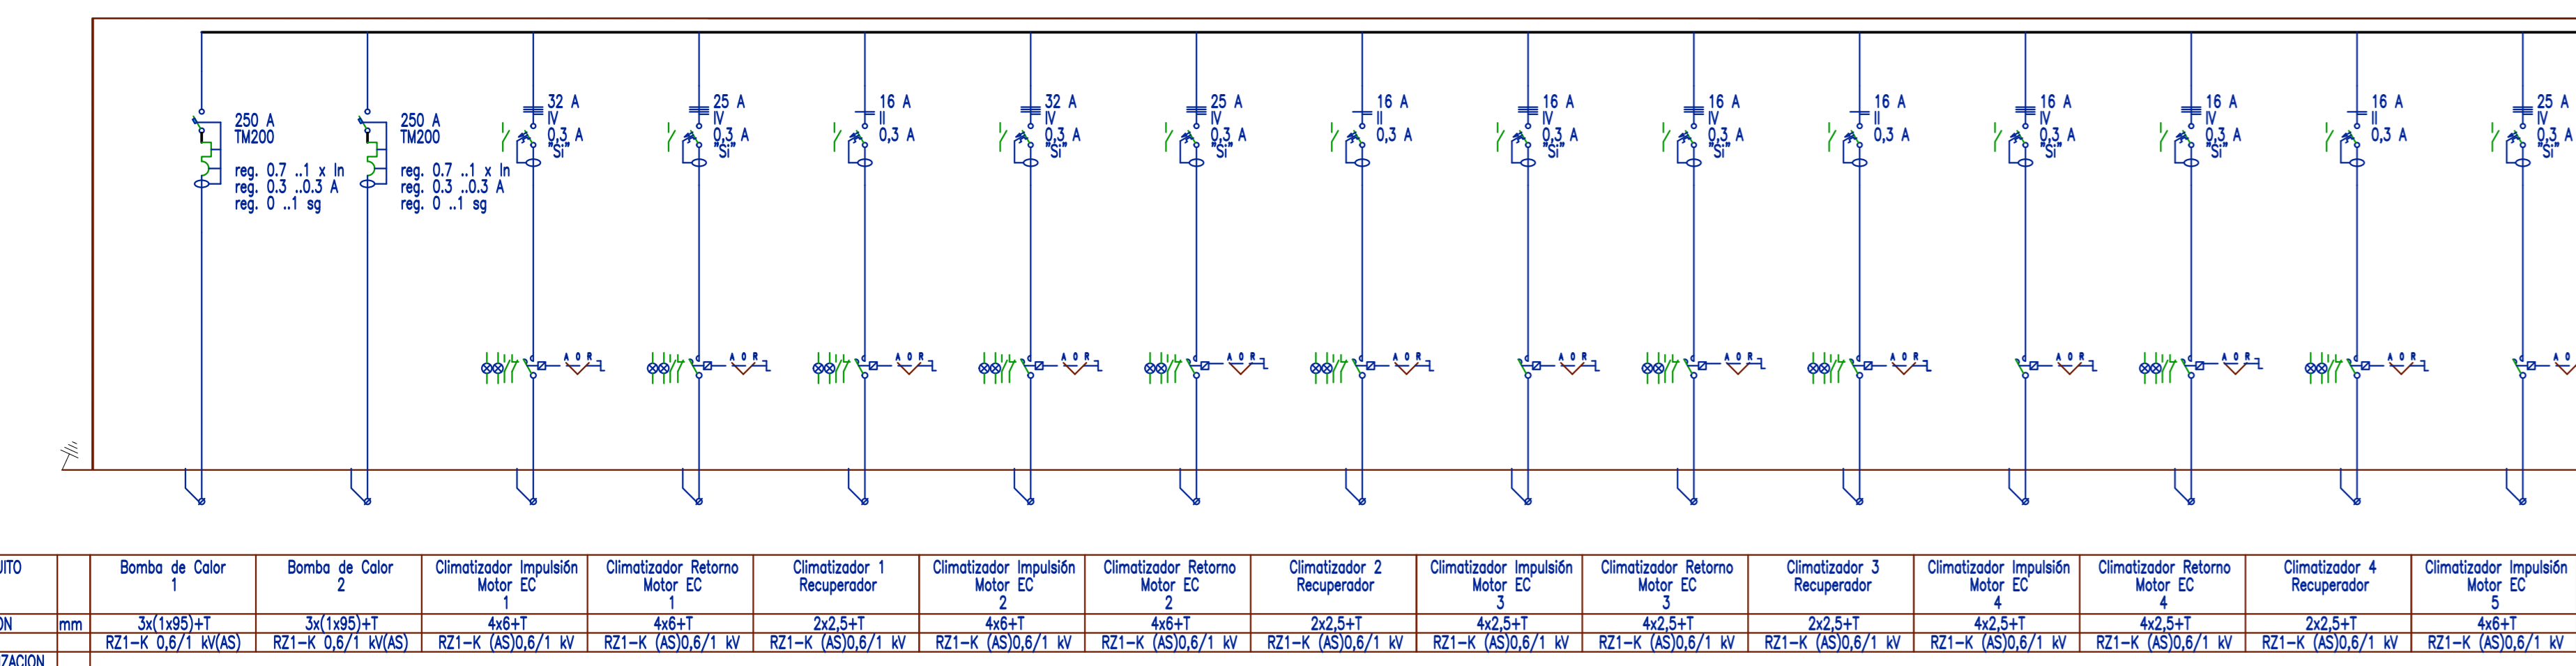 250 A
TM200
reg. 0.7 ..1 x In
reg. 0.3 ..0.3 A
reg. 0 ..1 sg
250 A
TM200
reg. 0.7 ..1 x In
reg. 0.3 ..0.3 A
reg. 0 ..1 sg
32 A
IV
0,3 A
"Si"
25 A
IV
0,3 A
"Si"
16 A
II
0,3 A
32 A
IV
0,3 A
"Si"
25 A
IV
0,3 A
"Si"
16 A
II
0,3 A
16 A
IV
0,3 A
"Si"
16 A
IV
0,3 A
"Si"
16 A
II
0,3 A
16 A
IV
0,3 A
"Si"
16 A
IV
0,3 A
"Si"
16 A
II
0,3 A
25 A
IV
0,3 A
"Si"
A O R
A O R
A O R
A O R
A O R
A O R
A O R
A O R
A O R
A O R
A O R
A O R
A O
UITO
Bomba de Calor
1
Bomba de Calor
2
Climatizador Impulsión
Motor EC
1
Climatizador Retorno
Motor EC
1
Climatizador 1
Recuperador
Climatizador Impulsión
Motor EC
2
Climatizador Retorno
Motor EC
2
Climatizador 2
Recuperador
Climatizador Impulsión
Motor EC
3
Climatizador Retorno
Motor EC
3
Climatizador 3
Recuperador
Climatizador Impulsión
Motor EC
4
Climatizador Retorno
Motor EC
4
Climatizador 4
Recuperador
Climatizador Impulsión
Motor EC
5
ON mm 3x(1x95)+T 3x(1x95)+T 4x6+T 4x6+T 2x2,5+T 4x6+T 4x6+T 2x2,5+T 4x2,5+T 4x2,5+T 2x2,5+T 4x2,5+T 4x2,5+T 2x2,5+T 4x6+T
RZ1-K 0,6/1 kV(AS) RZ1-K 0,6/1 kV(AS) RZ1-K (AS)0,6/1 kV RZ1-K (AS)0,6/1 kV RZ1-K (AS)0,6/1 kV RZ1-K (AS)0,6/1 kV RZ1-K (AS)0,6/1 kV RZ1-K (AS)0,6/1 kV RZ1-K (AS)0,6/1 kV RZ1-K (AS)0,6/1 kV RZ1-K (AS)0,6/1 kV RZ1-K (AS)0,6/1 kV RZ1-K (AS)0,6/1 kV RZ1-K (AS)0,6/1 kV RZ1-K (AS)0,6/1 kV
IZACION